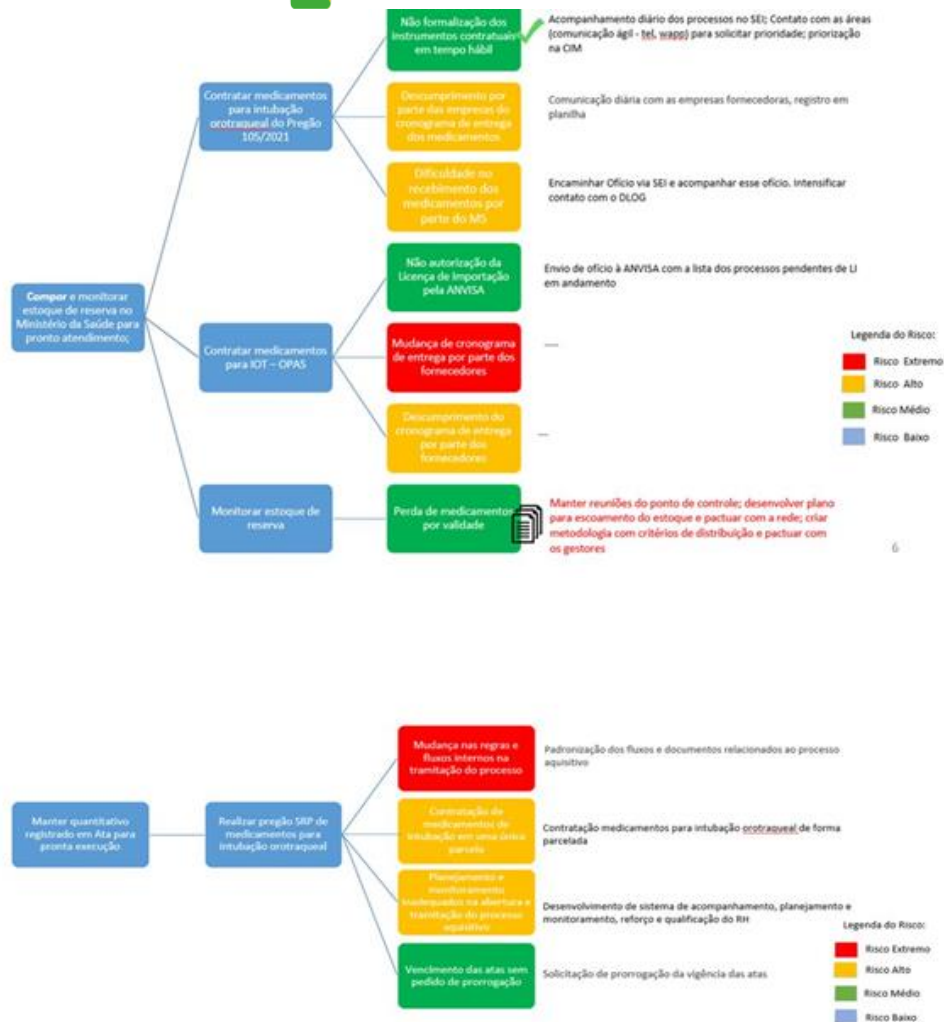 Não formalização dos
instrumentos contratuais
em tempo hábil
Acompanhamento diário dos processos no SEI; Contato com as áreas
(comunicação ágil - tel, wapp) para solicitar prioridade; priorização
na CIM
Contratar medicamentos
para intubação
orotraqueal do Pregão
105/2021
Descumprimento por
parte das empresas do
cronograma de entrega
dos medicamentos
Comunicação diária com as empresas fornecedoras, registro em
planilha
Dificuldade no
recebimento dos
medicamentos por
parte do MS
Encaminhar Ofício via SEI e acompanhar esse ofício. Intensificar
contato com o DLOG
Compor e monitorar
estoque de reserva no
Ministério da Saúde para
pronto atendimento;
Não autorização da
Licença de Importação
pela ANVISA
Envio de ofício à ANVISA com a lista dos processos pendentes de LI
em andamento
Contratar medicamentos
para IOT – OPAS
Mudança de cronograma
de entrega por parte dos
fornecedores
Descumprimento do
cronograma de entrega
por parte dos
fornecedores
Legenda do Risco:
Risco Extremo
Risco Alto
Risco Médio
Risco Baixo
Monitorar estoque de
reserva
Perda de medicamentos
por validade
Manter reuniões do ponto de controle; desenvolver plano
para escoamento do estoque e pactuar com a rede; criar
metodologia com critérios de distribuição e pactuar com
os gestores
6
Manter quantitativo
registrado em Ata para
pronta execução
Realizar pregão SRP de
medicamentos para
intubação orotraqueal
Mudança nas regras e
fluxos internos na
tramitação do processo
Padronização dos fluxos e documentos relacionados ao processo
aquisitivo
Contratação de
medicamentos de
intubação em uma única
parcela
Contratação medicamentos para intubação orotraqueal de forma
parcelada
Planejamento e
monitoramento
inadequados na abertura e
tramitação do processo
aquisitivo
Desenvolvimento de sistema de acompanhamento, planejamento e
monitoramento, reforço e qualificação do RH
Vencimento das atas sem
pedido de prorrogação
Solicitação de prorrogação da vigência das atas
Legenda do Risco:
Risco Extremo
Risco Alto
Risco Médio
Risco Baixo